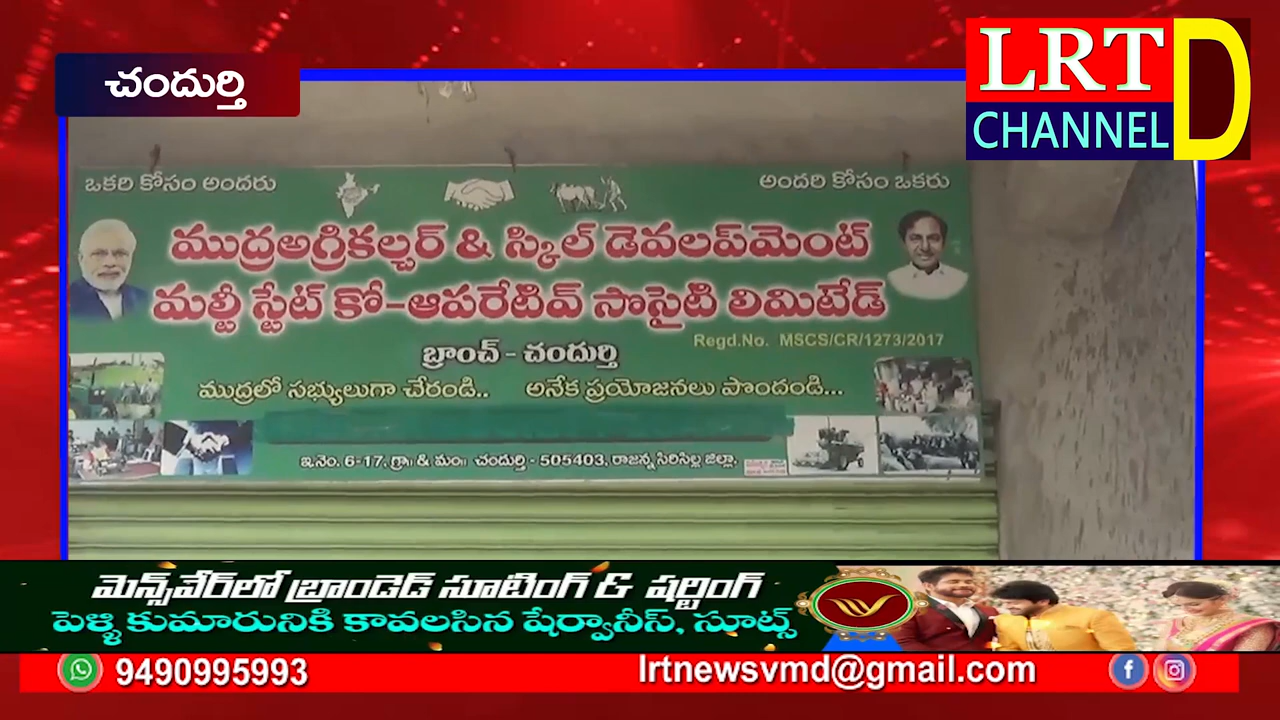 చందుర్తి
LRT D
CHANNEL
ఒకరి కోసం అందరు
అందరి కోసం ఒకరు
ముద్రఅగ్రికల్చర్ & స్కిల్ డెవలప్‌మెంట్
మల్టీ స్టేట్ కో-ఆపరేటివ్ సొసైటి లిమిటేడ్
Regd.No. MSCS/CR/1273/2017
బ్రాంచ్ - చందుర్తి
ముద్రలో సభ్యులుగా చేరండి.. అనేక ప్రయోజనలు పొందండి...
ఇ.నెం. 6-17, గ్రా॥ & మం॥ చందుర్తి - 505403, రాజన్న సిరిసిల్ల జిల్లా.
మెన్స్‌వేర్‌లో బ్రాండెడ్ సూటింగ్ & షర్టింగ్
పెళ్ళి కుమారునికి కావలసిన షేర్వానీస్, సూట్స్
9490995993
lrtnewsvmd@gmail.com